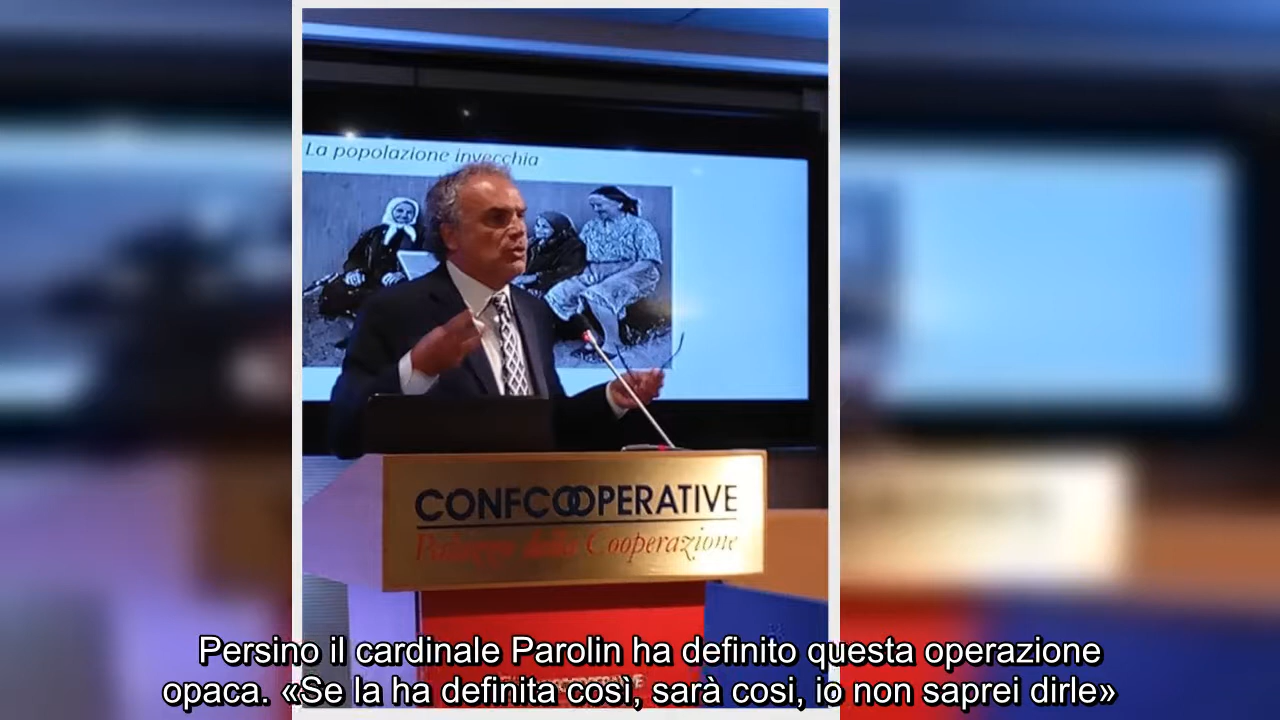 La popolazione invecchia
CONFCOOPERATIVE
Palazzo della Cooperazione
Persino il cardinale Parolin ha definito questa operazione
opaca. «Se la ha definita così, sarà cosi, io non saprei dirle»